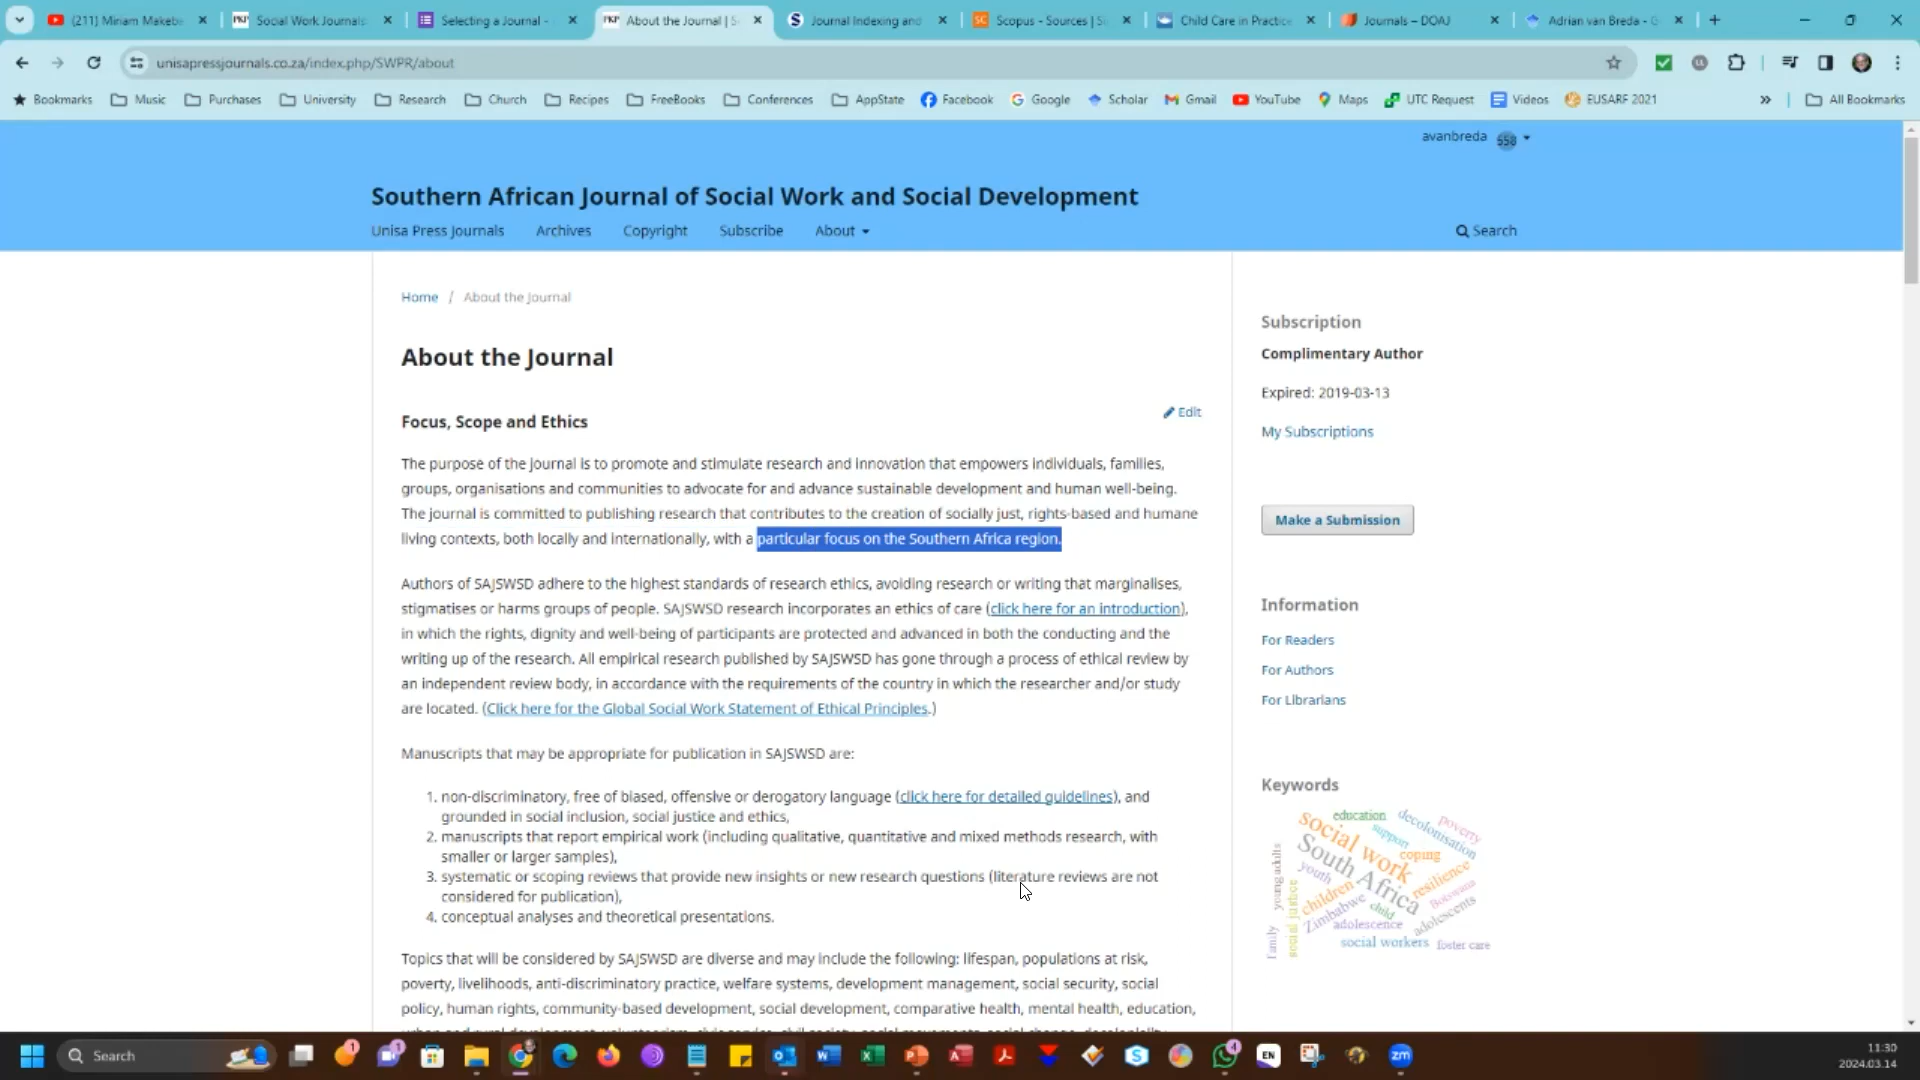 (211) Miriam Makeb
Social Work Journals
Selecting a Journal -
About the Journal | S
Journal Indexing and
Scopus - Sources | S
Child Care in Practice
Journals – DOAJ
Adrian van Breda - G
unisapressjournals.co.za/index.php/SWPR/about
Bookmarks Music Purchases University Research Church Recipes FreeBooks Conferences AppState Facebook Google Scholar Gmail YouTube Maps UTC Request Videos EUSARF 2021 » All Bookmarks
avanbreda 558
Southern African Journal of Social Work and Social Development
Unisa Press Journals Archives Copyright Subscribe About Search
Home / About the Journal
About the Journal
Edit
Focus, Scope and Ethics
The purpose of the journal is to promote and stimulate research and innovation that empowers individuals, families,
groups, organisations and communities to advocate for and advance sustainable development and human well-being.
The journal is committed to publishing research that contributes to the creation of socially just, rights-based and humane
living contexts, both locally and internationally, with a particular focus on the Southern Africa region.
Authors of SAJSWSD adhere to the highest standards of research ethics, avoiding research or writing that marginalises,
stigmatises or harms groups of people. SAJSWSD research incorporates an ethics of care (click here for an introduction),
in which the rights, dignity and well-being of participants are protected and advanced in both the conducting and the
writing up of the research. All empirical research published by SAJSWSD has gone through a process of ethical review by
an independent review body, in accordance with the requirements of the country in which the researcher and/or study
are located. (Click here for the Global Social Work Statement of Ethical Principles.)
Manuscripts that may be appropriate for publication in SAJSWSD are:
1. non-discriminatory, free of biased, offensive or derogatory language (click here for detailed guidelines), and
grounded in social inclusion, social justice and ethics,
2. manuscripts that report empirical work (including qualitative, quantitative and mixed methods research, with
smaller or larger samples),
3. systematic or scoping reviews that provide new insights or new research questions (literature reviews are not
considered for publication),
4. conceptual analyses and theoretical presentations.
Topics that will be considered by SAJSWSD are diverse and may include the following: lifespan, populations at risk,
poverty, livelihoods, anti-discriminatory practice, welfare systems, development management, social security, social
policy, human rights, community-based development, social development, comparative health, mental health, education,
Subscription
Complimentary Author
Expired: 2019-03-13
My Subscriptions
Make a Submission
Information
For Readers
For Authors
For Librarians
Keywords
education
decolonisation
poverty
support
social work
coping
South Africa
youth
resilience
young adults
children
Botswana
child
Zimbabwe
adolescents
adolescence
social justice
Family
social workers
foster care
Search
EN
zm
11:30
2024.03.14